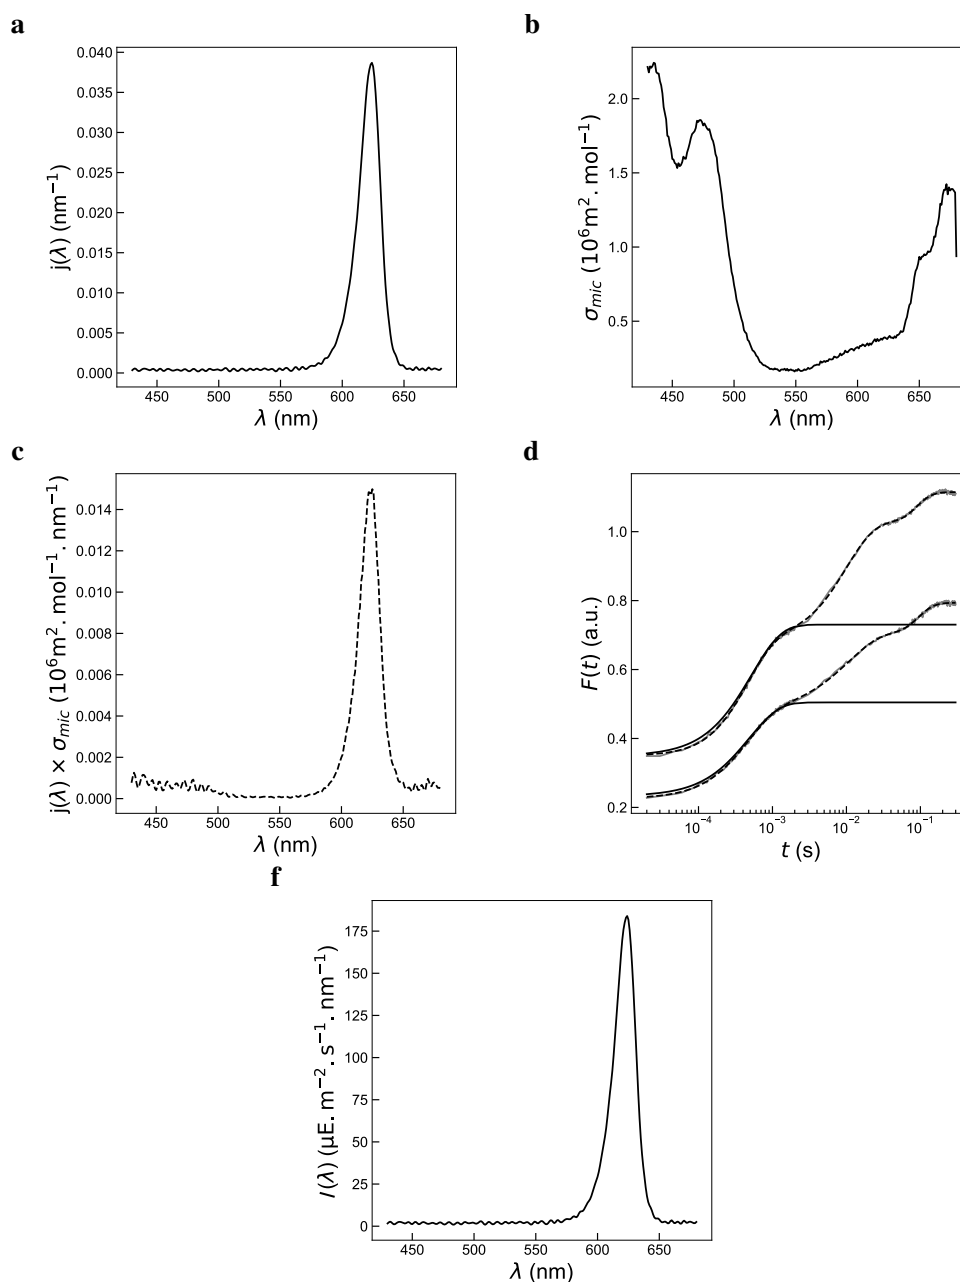 a
b
0.040
0.035
0.030
0.025
0.020
0.015
0.010
0.005
0.000
j(λ) (nm⁻¹)
450 500 550 600 650
λ (nm)
2.0
1.5
1.0
0.5
σ_mic (10⁶m². mol⁻¹)
450 500 550 600 650
λ (nm)
c
d
0.014
0.012
0.010
0.008
0.006
0.004
0.002
0.000
j(λ) × σ_mic (10⁶m². mol⁻¹. nm⁻¹)
450 500 550 600 650
λ (nm)
1.0
0.8
0.6
0.4
0.2
F(t) (a.u.)
10⁻⁴ 10⁻³ 10⁻² 10⁻¹
t (s)
f
175
150
125
100
75
50
25
0
I(λ) (µE. m⁻². s⁻¹. nm⁻¹)
450 500 550 600 650
λ (nm)